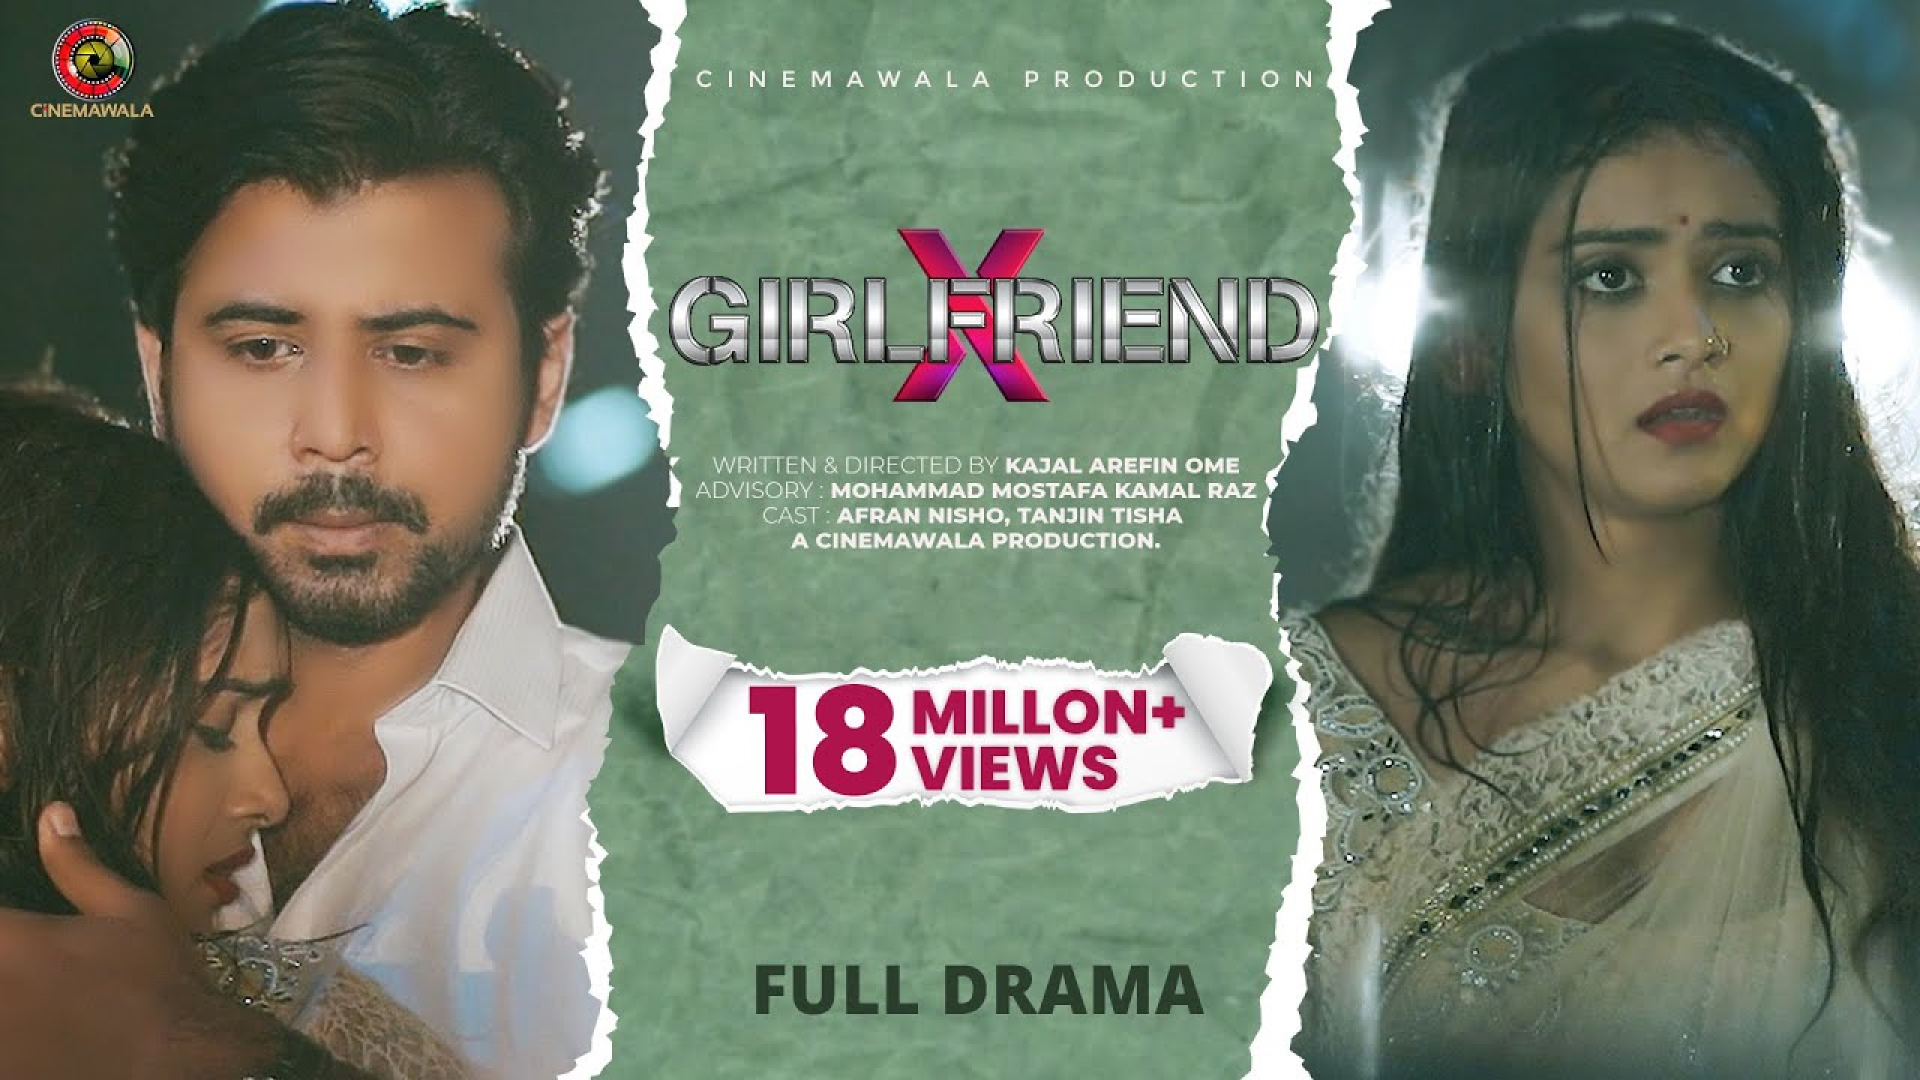 CINEMAWALA
CINEMAWALA PRODUCTION
X
GIRLFRIEND
WRITTEN & DIRECTED BY KAJAL AREFIN OME
ADVISORY : MOHAMMAD MOSTAFA KAMAL RAZ
CAST : AFRAN NISHO, TANJIN TISHA
A CINEMAWALA PRODUCTION.
18 MILLON+
VIEWS
FULL DRAMA